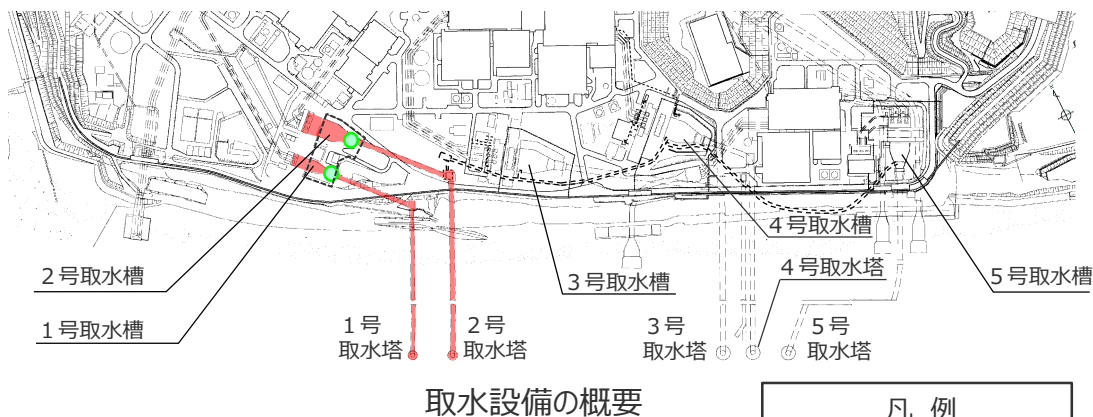 4号取水槽
2号取水槽
3号取水槽
4号取水塔
5号取水槽
1号取水槽
1号
取水塔
2号
取水塔
3号
取水塔
5号
取水塔
取水設備の概要
凡 例